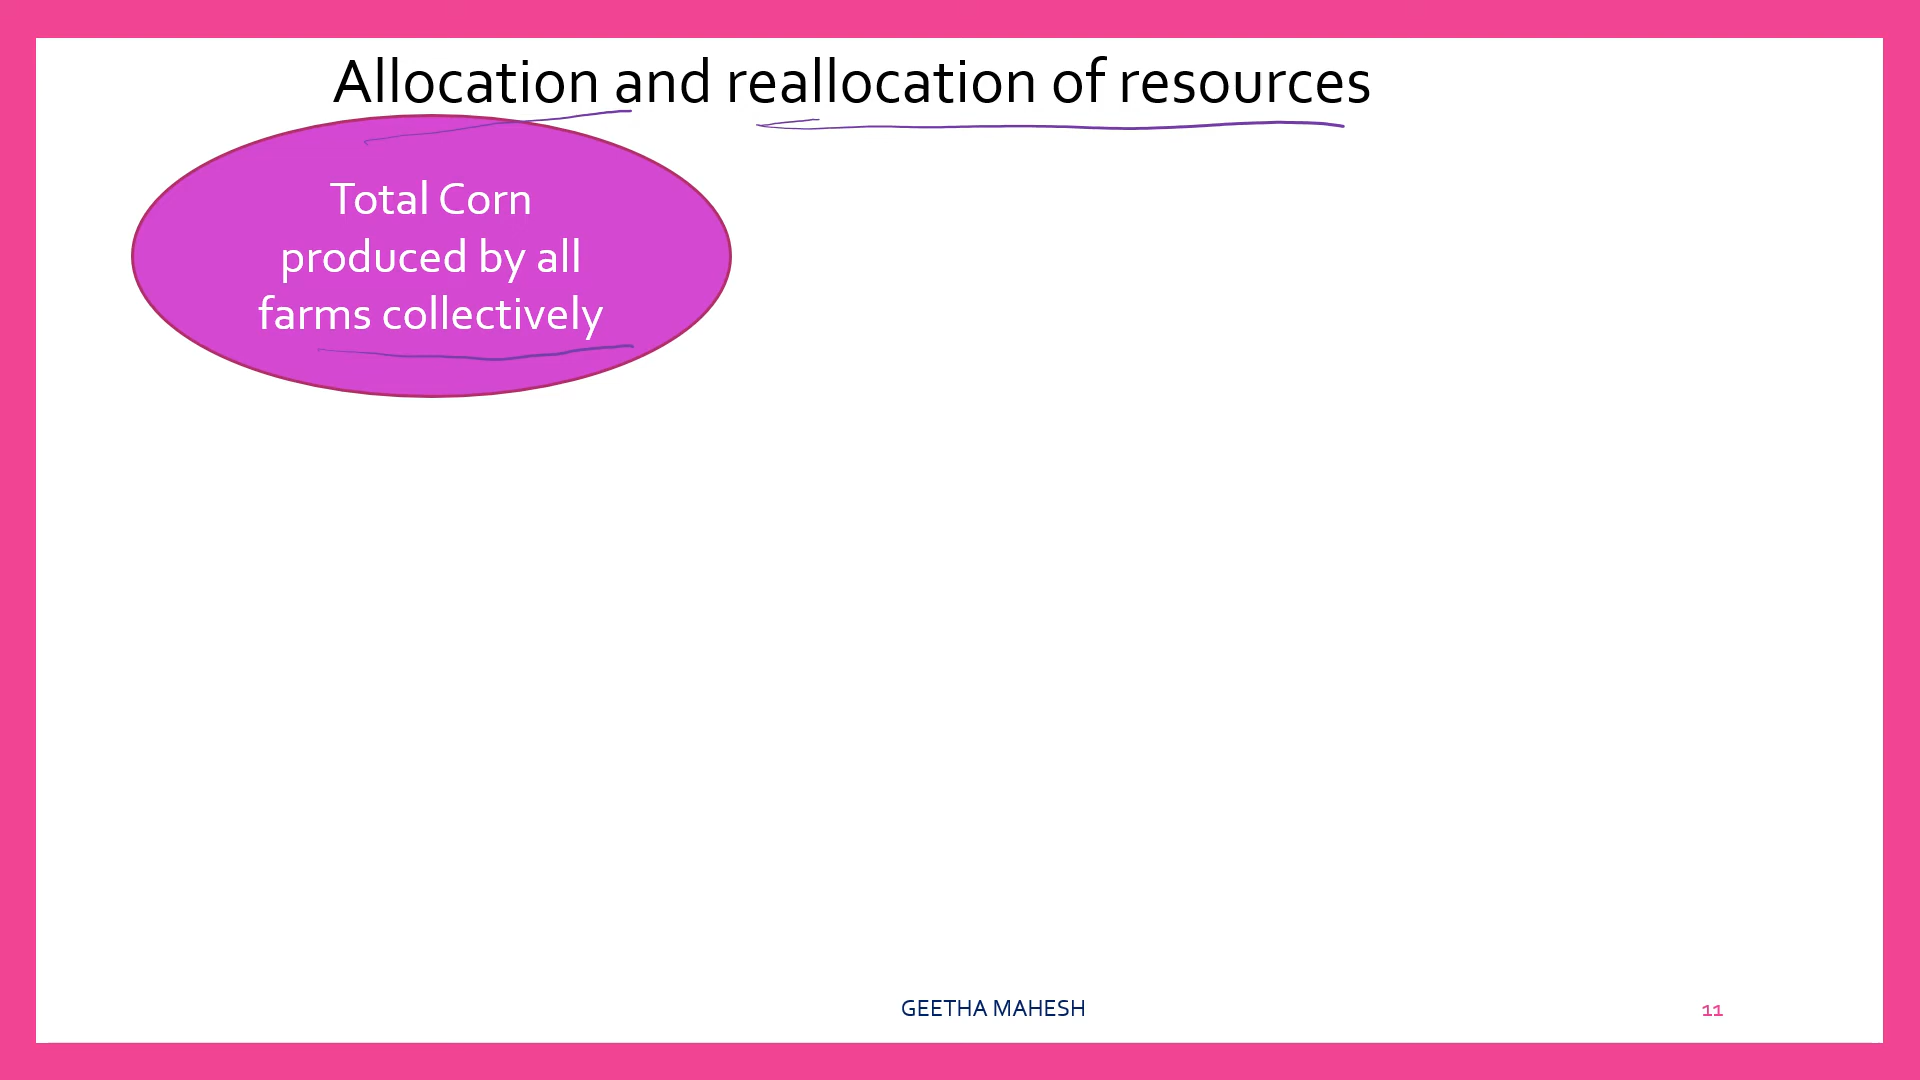 Allocation and reallocation of resources
Total Corn
produced by all
farms collectively
GEETHA MAHESH
11